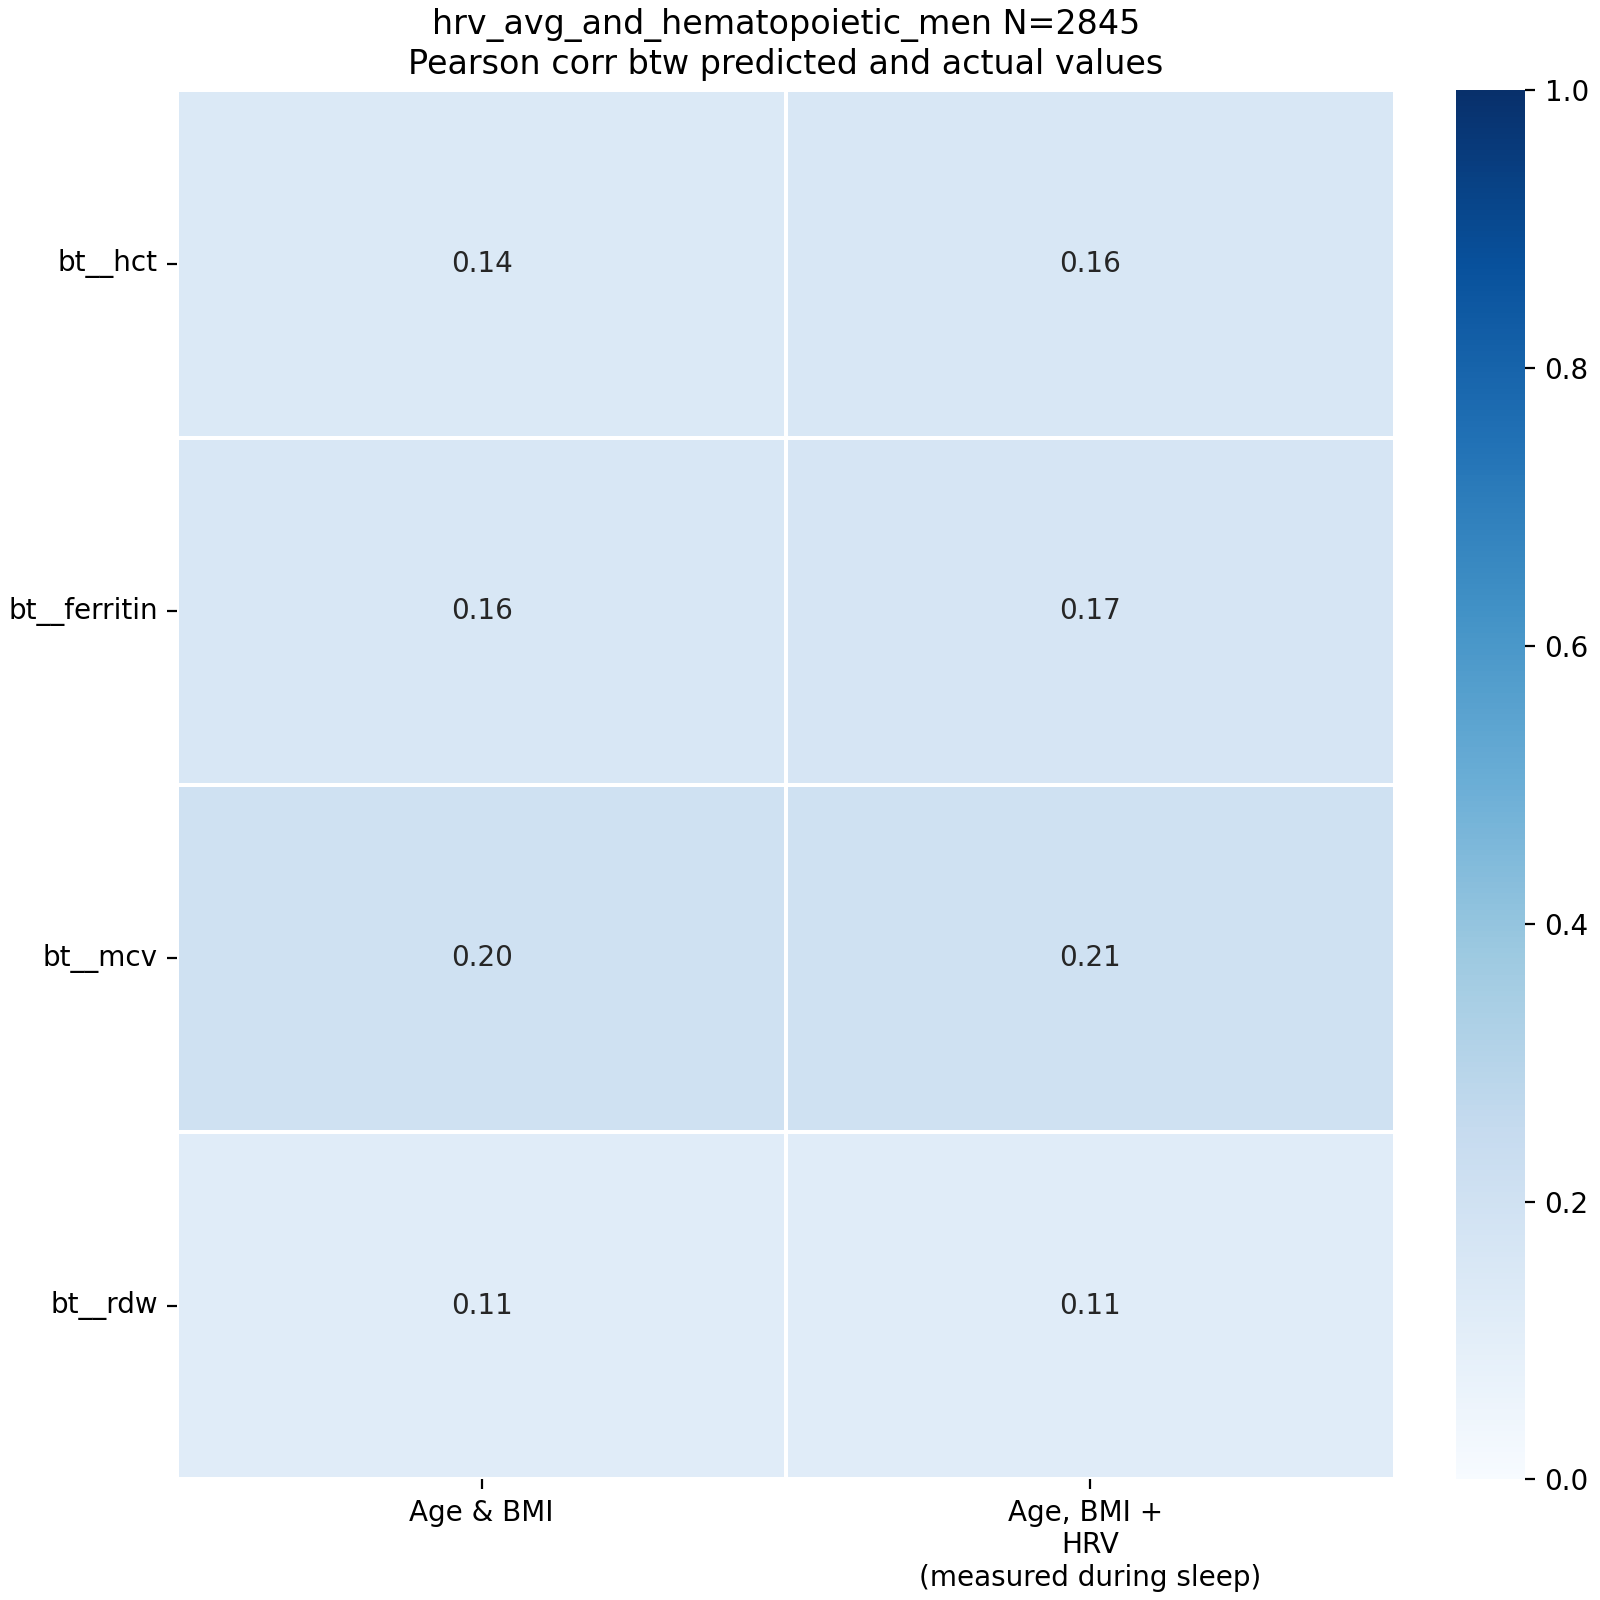 hrv_avg_and_hematopoietic_men N=2845
Pearson corr btw predicted and actual values
bt__hct
0.14
0.16
bt__ferritin
0.16
0.17
bt__mcv
0.20
0.21
bt__rdw
0.11
0.11
Age & BMI
Age, BMI +
HRV
(measured during sleep)
1.0
0.8
0.6
0.4
0.2
0.0